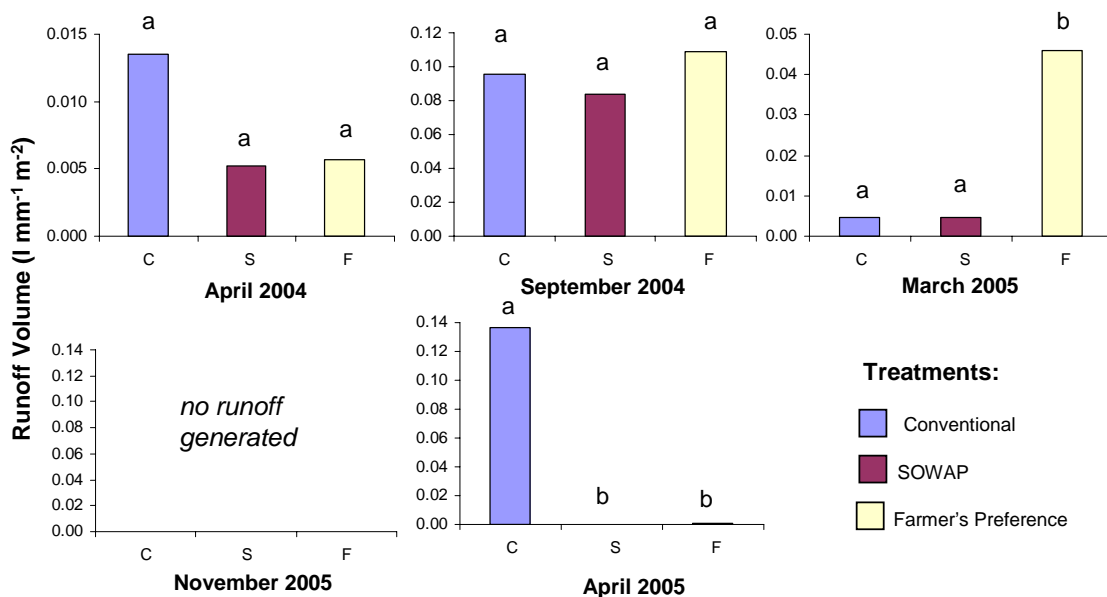 Runoff Volume (l mm-1 m-2)
0.015
0.010
0.005
0.000
a
a
a
C
S
F
April 2004
0.12
0.10
0.08
0.06
0.04
0.02
0.00
a
a
a
C
S
F
September 2004
0.05
0.04
0.03
0.02
0.01
0.00
a
a
b
C
S
F
March 2005
0.14
0.12
0.10
0.08
0.06
0.04
0.02
0.00
no runoff
generated
C
S
F
November 2005
0.14
0.12
0.10
0.08
0.06
0.04
0.02
0.00
a
b
b
C
S
F
April 2005
Treatments:
Conventional
SOWAP
Farmer's Preference